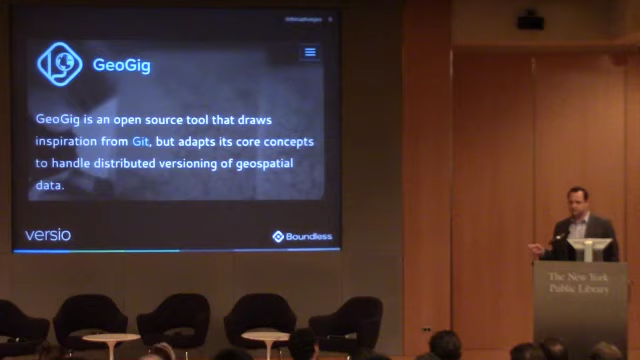 GeoGig
GeoGig is an open source tool that draws
inspiration from Git, but adapts its core concepts
to handle distributed versioning of geospatial
data.
versio
Boundless
The New York
Public Library